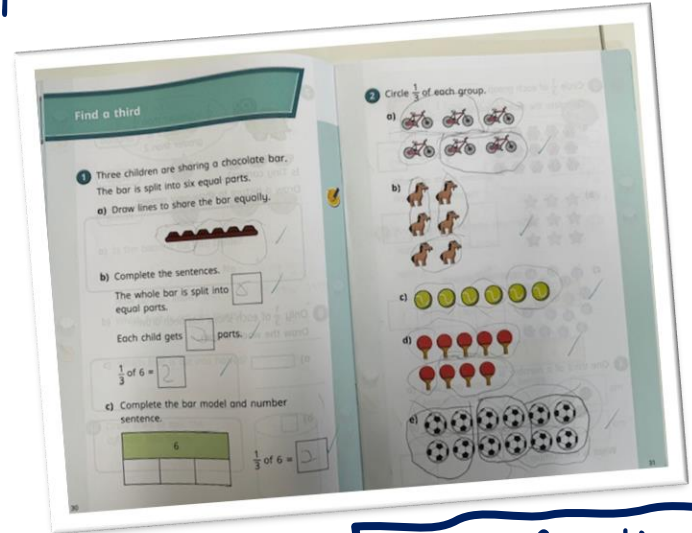 Find a third
1 Three children are sharing a chocolate bar.
The bar is split into six equal parts.
a) Draw lines to share the bar equally.
b) Complete the sentences.
The whole bar is split into
equal parts.
Each child gets 2 parts.
1/3 of 6 = 2
c) Complete the bar model and number
sentence.
6
1/3 of 6 = 2
30
2 Circle 1/3 of each group.
a)
b)
c)
d)
e)
31